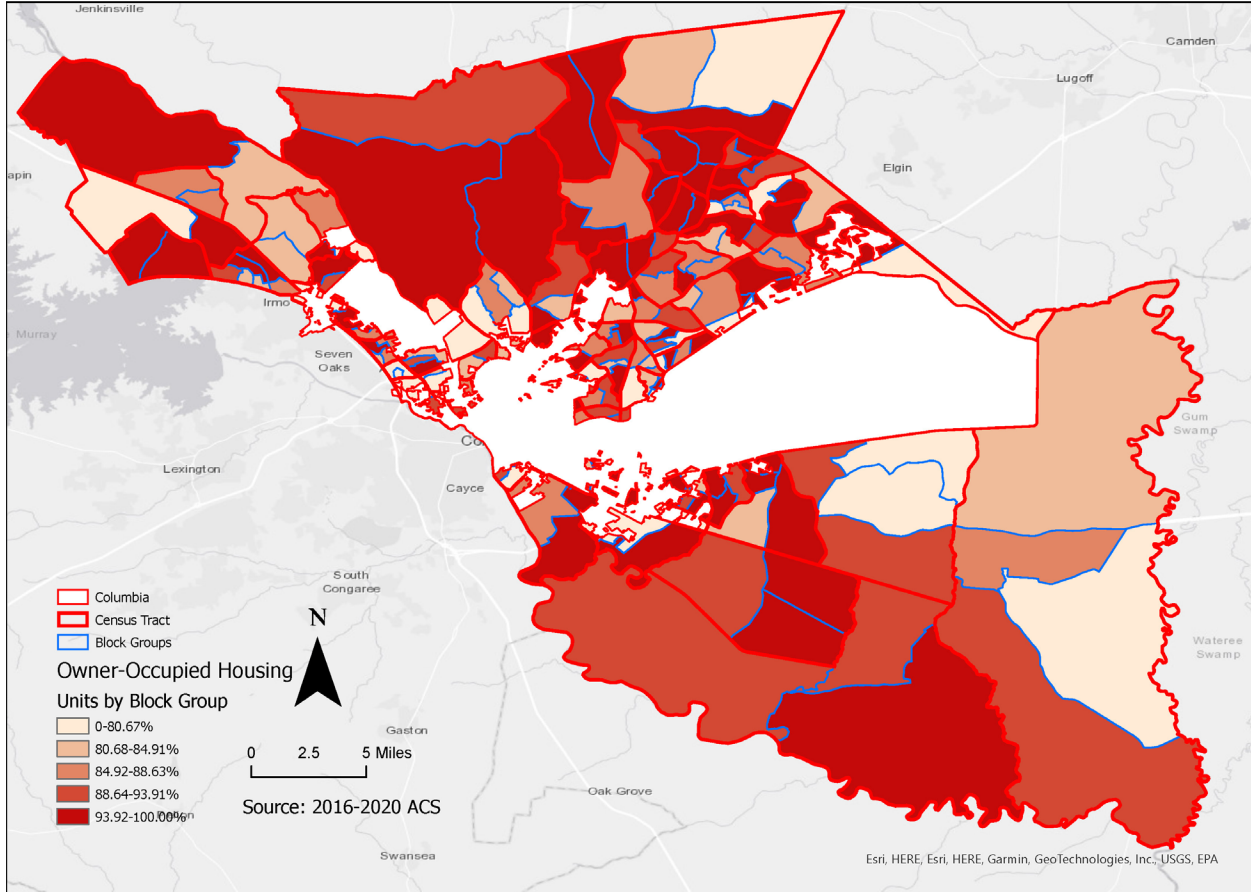 Jenkinsville
Camden
Lugoff
Elgin
apin
Irmo
Murray
Seven
Oaks
Gum
Swamp
Co
Lexington
Cayce
South
Congaree
Wateree
Swamp
Columbia
Census Tract
Block Groups
N
Owner-Occupied Housing
Units by Block Group
0-80.67%
80.68-84.91%
84.92-88.63%
88.64-93.91%
93.92-100.00%
0 2.5 5 Miles
Source: 2016-2020 ACS
Gaston
Oak Grove
Swansea
Esri, HERE, Esri, HERE, Garmin, GeoTechnologies, Inc., USGS, EPA